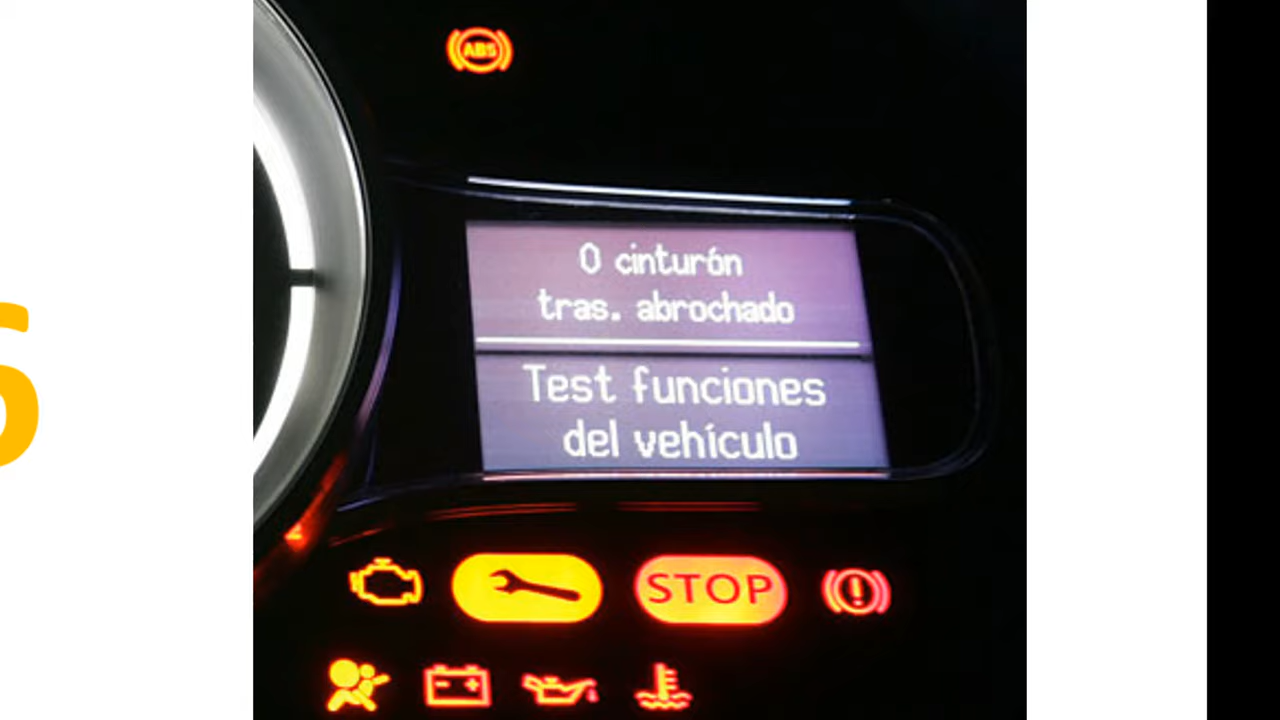 ABS
0 cinturón
tras. abrochado
Test funciones
del vehículo
STOP